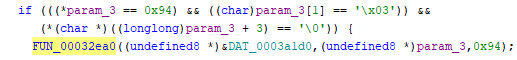 if (((*param_3 == 0x94) && ((char)param_3[1] == '\x03')) &&
(*(char *)((longlong)param_3 + 3) == '\0')) {
FUN_00032ea0((undefined8 *)&DAT_0003a1d0,(undefined8 *)param_3,0x94);